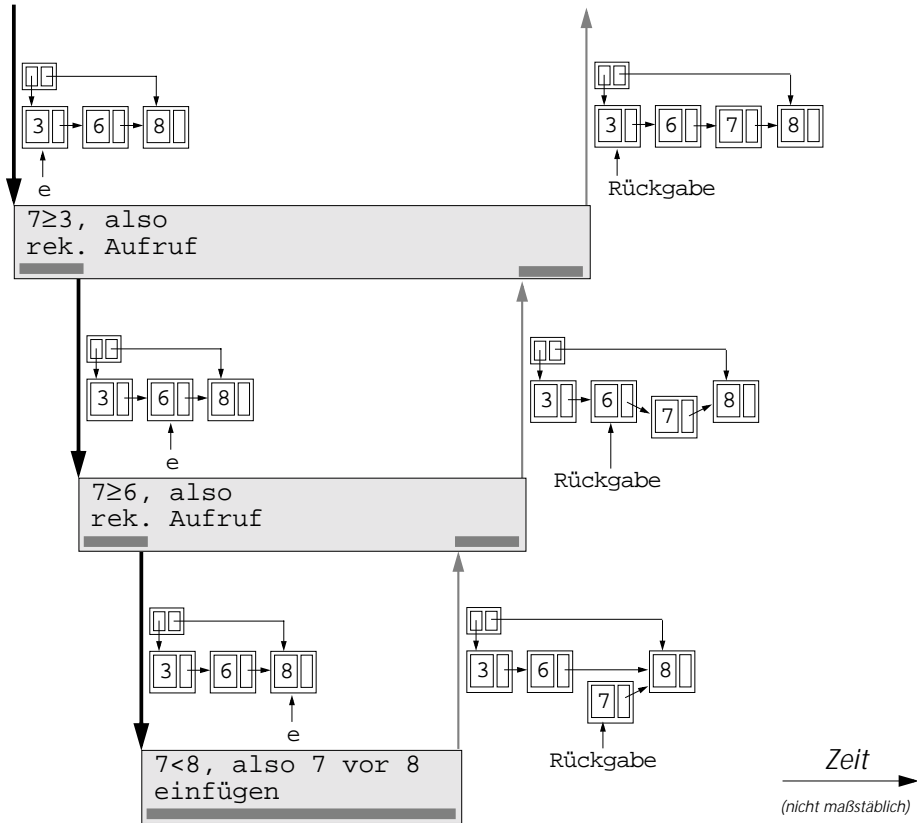 3 6 8
e
3 6 7 8
Rückgabe
7≥3, also
rek. Aufruf
3 6 8
e
3 6 7 8
Rückgabe
7≥6, also
rek. Aufruf
3 6 8
e
3 6 8
7
Rückgabe
7<8, also 7 vor 8
einfügen
Zeit
(nicht maßstäblich)